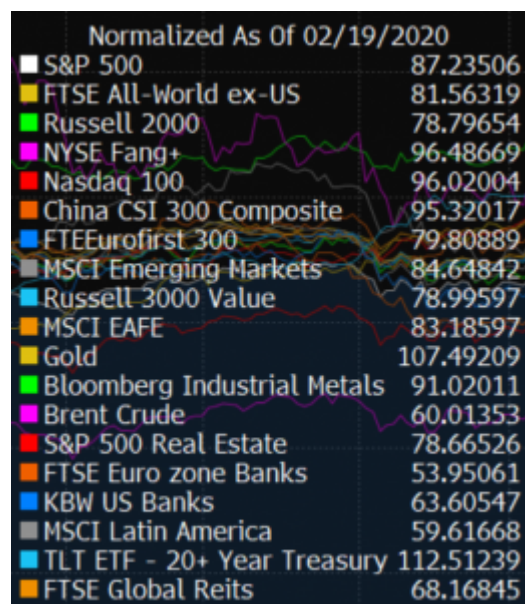 Normalized As Of 02/19/2020
S&P 500 87.23506
FTSE All-World ex-US 81.56319
Russell 2000 78.79654
NYSE Fang+ 96.48669
Nasdaq 100 96.02004
China CSI 300 Composite 95.32017
FTEEurofirst 300 79.80889
MSCI Emerging Markets 84.64842
Russell 3000 Value 78.99597
MSCI EAFE 83.18597
Gold 107.49209
Bloomberg Industrial Metals 91.02011
Brent Crude 60.01353
S&P 500 Real Estate 78.66526
FTSE Euro zone Banks 53.95061
KBW US Banks 63.60547
MSCI Latin America 59.61668
TLT ETF - 20+ Year Treasury 112.51239
FTSE Global Reits 68.16845